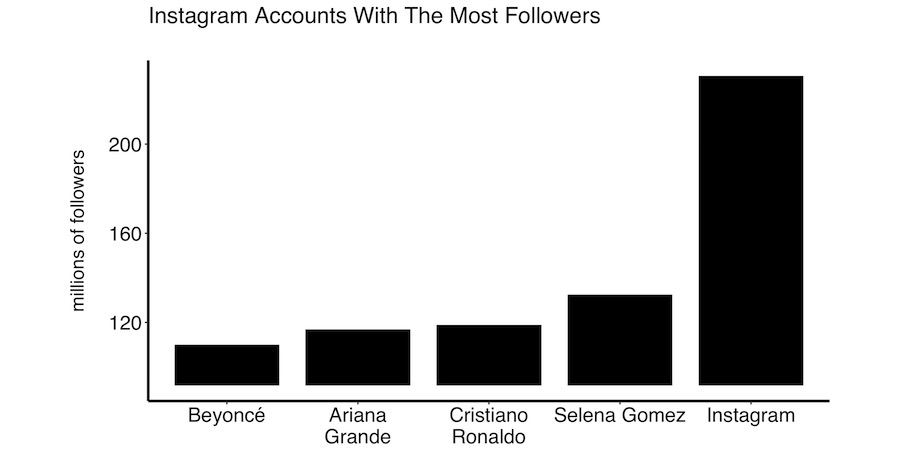 Instagram Accounts With The Most Followers
millions of followers
200
160
120
Beyoncé
Ariana
Grande
Cristiano
Ronaldo
Selena Gomez
Instagram